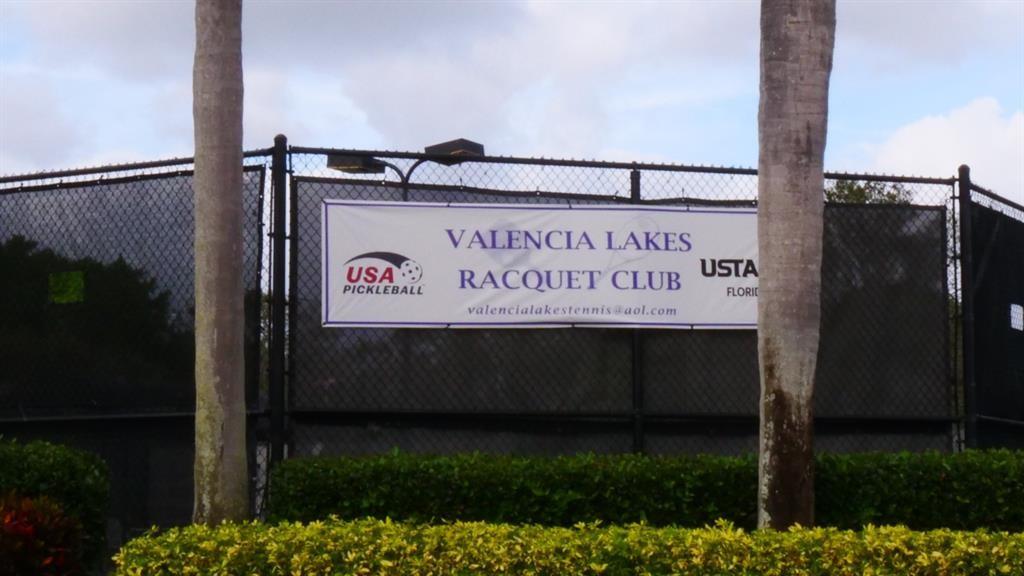 VALENCIA LAKES
RACQUET CLUB
valencialakestennis@aol.com
USA
PICKLEBALL
USTA